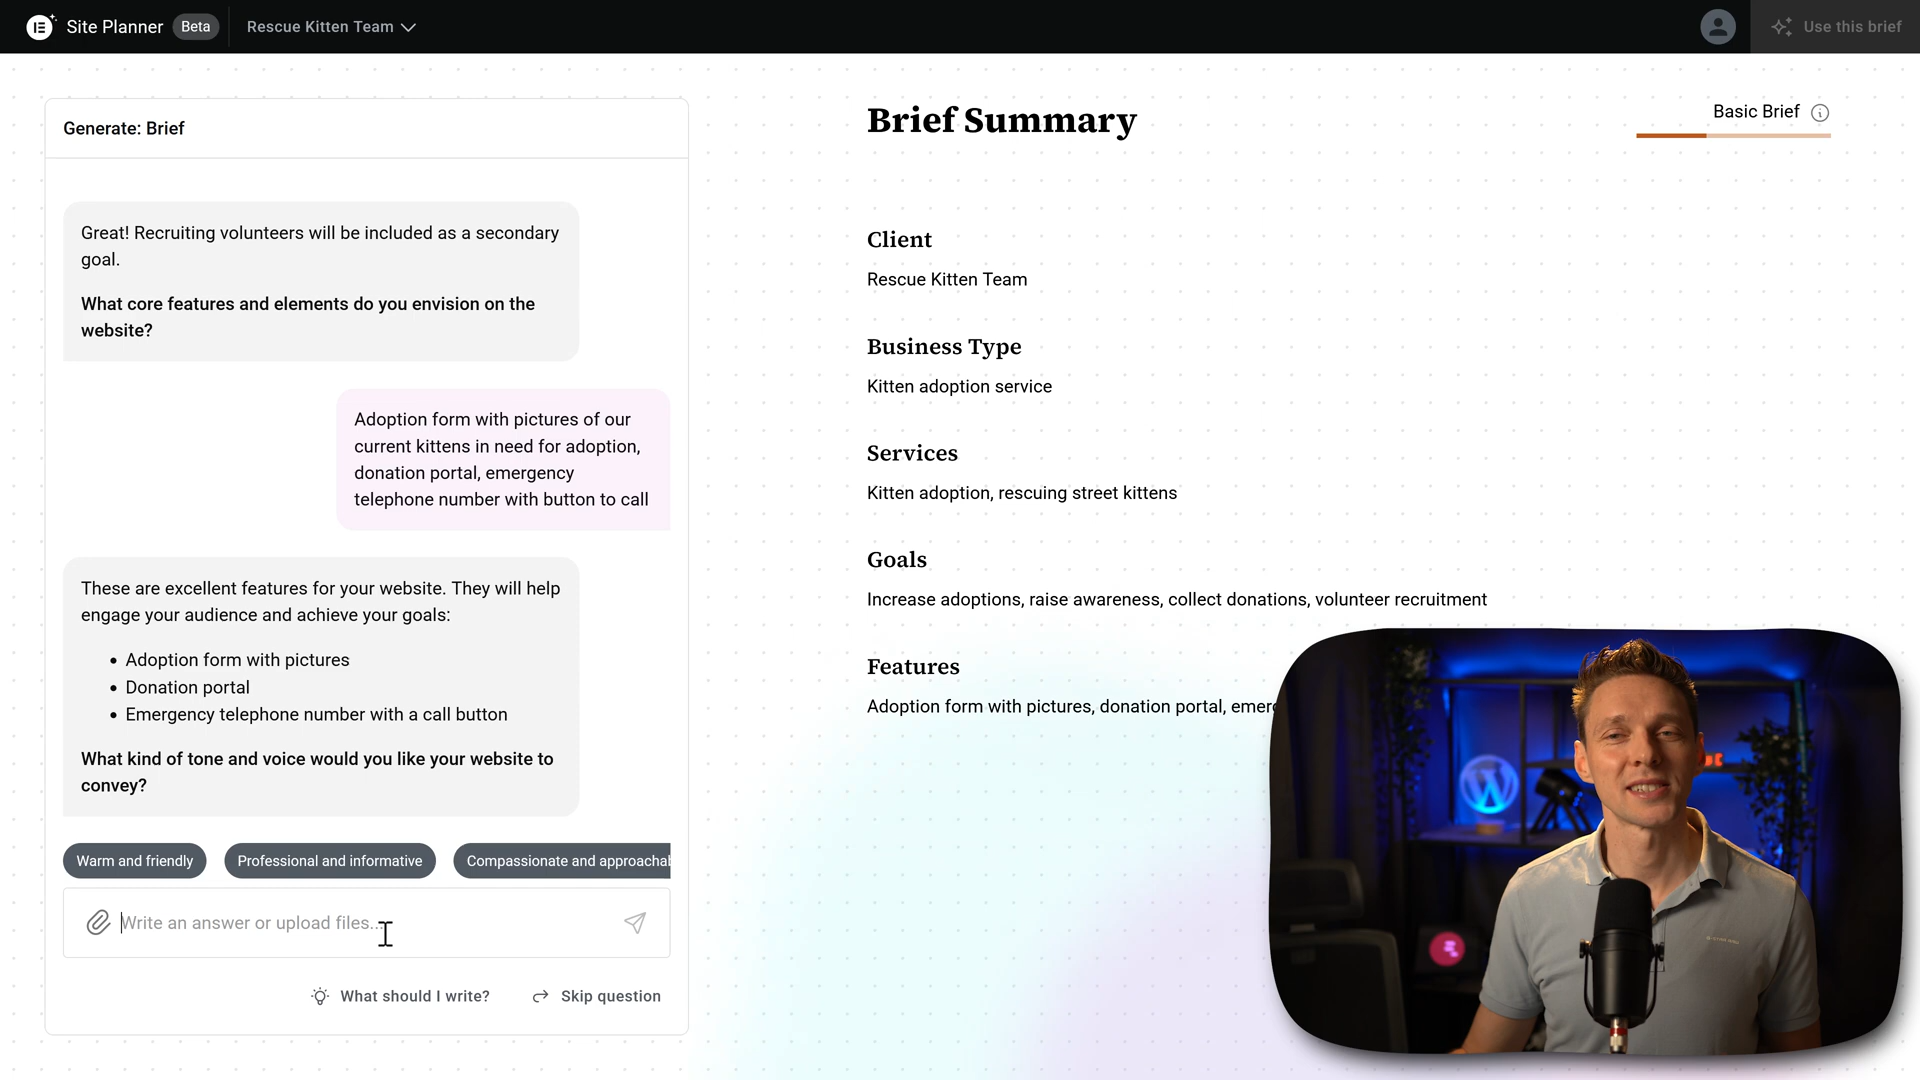 Site Planner
Beta
Rescue Kitten Team
Use this brief
Generate: Brief
Great! Recruiting volunteers will be included as a secondary
goal.
What core features and elements do you envision on the
website?
Adoption form with pictures of our
current kittens in need for adoption,
donation portal, emergency
telephone number with button to call
These are excellent features for your website. They will help
engage your audience and achieve your goals:
• Adoption form with pictures
• Donation portal
• Emergency telephone number with a call button
What kind of tone and voice would you like your website to
convey?
Warm and friendly
Professional and informative
Compassionate and approachab
Write an answer or upload files...
What should I write?
Skip question
Brief Summary
Basic Brief
Client
Rescue Kitten Team
Business Type
Kitten adoption service
Services
Kitten adoption, rescuing street kittens
Goals
Increase adoptions, raise awareness, collect donations, volunteer recruitment
Features
Adoption form with pictures, donation portal, emerg